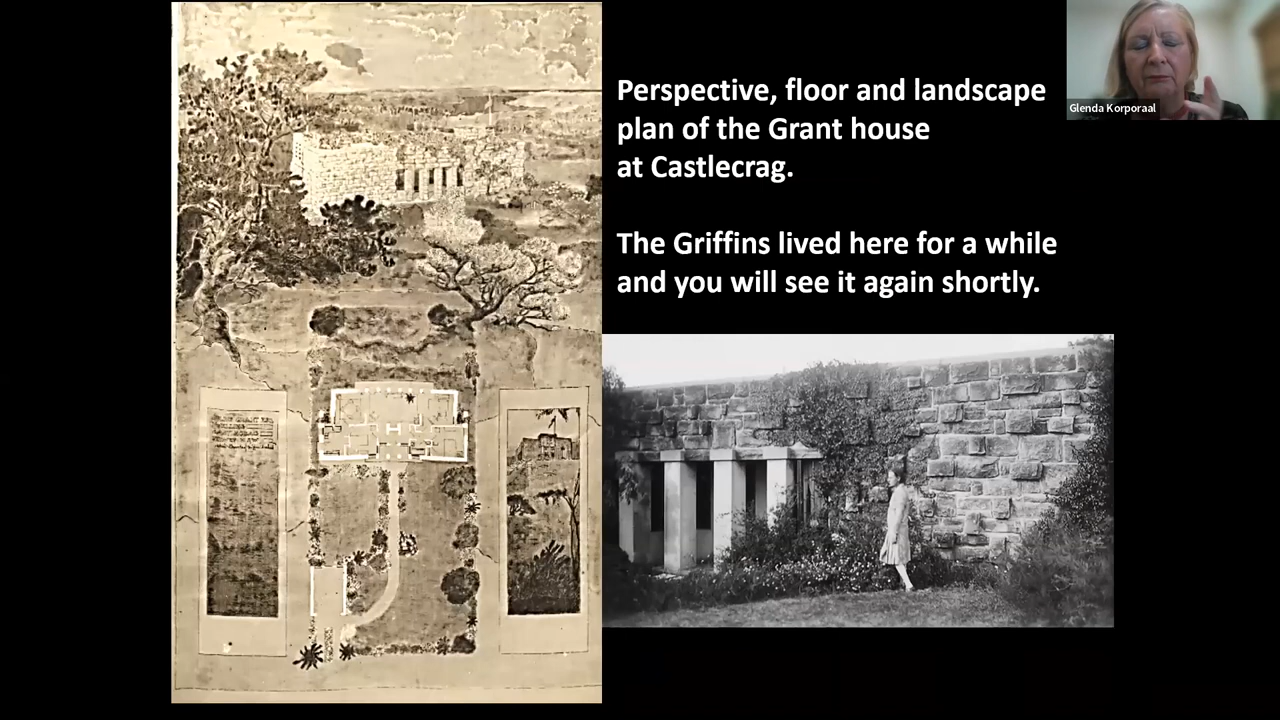 Perspective, floor and landscape
plan of the Grant house
at Castlecrag.
The Griffins lived here for a while
and you will see it again shortly.
Glenda Korporaal